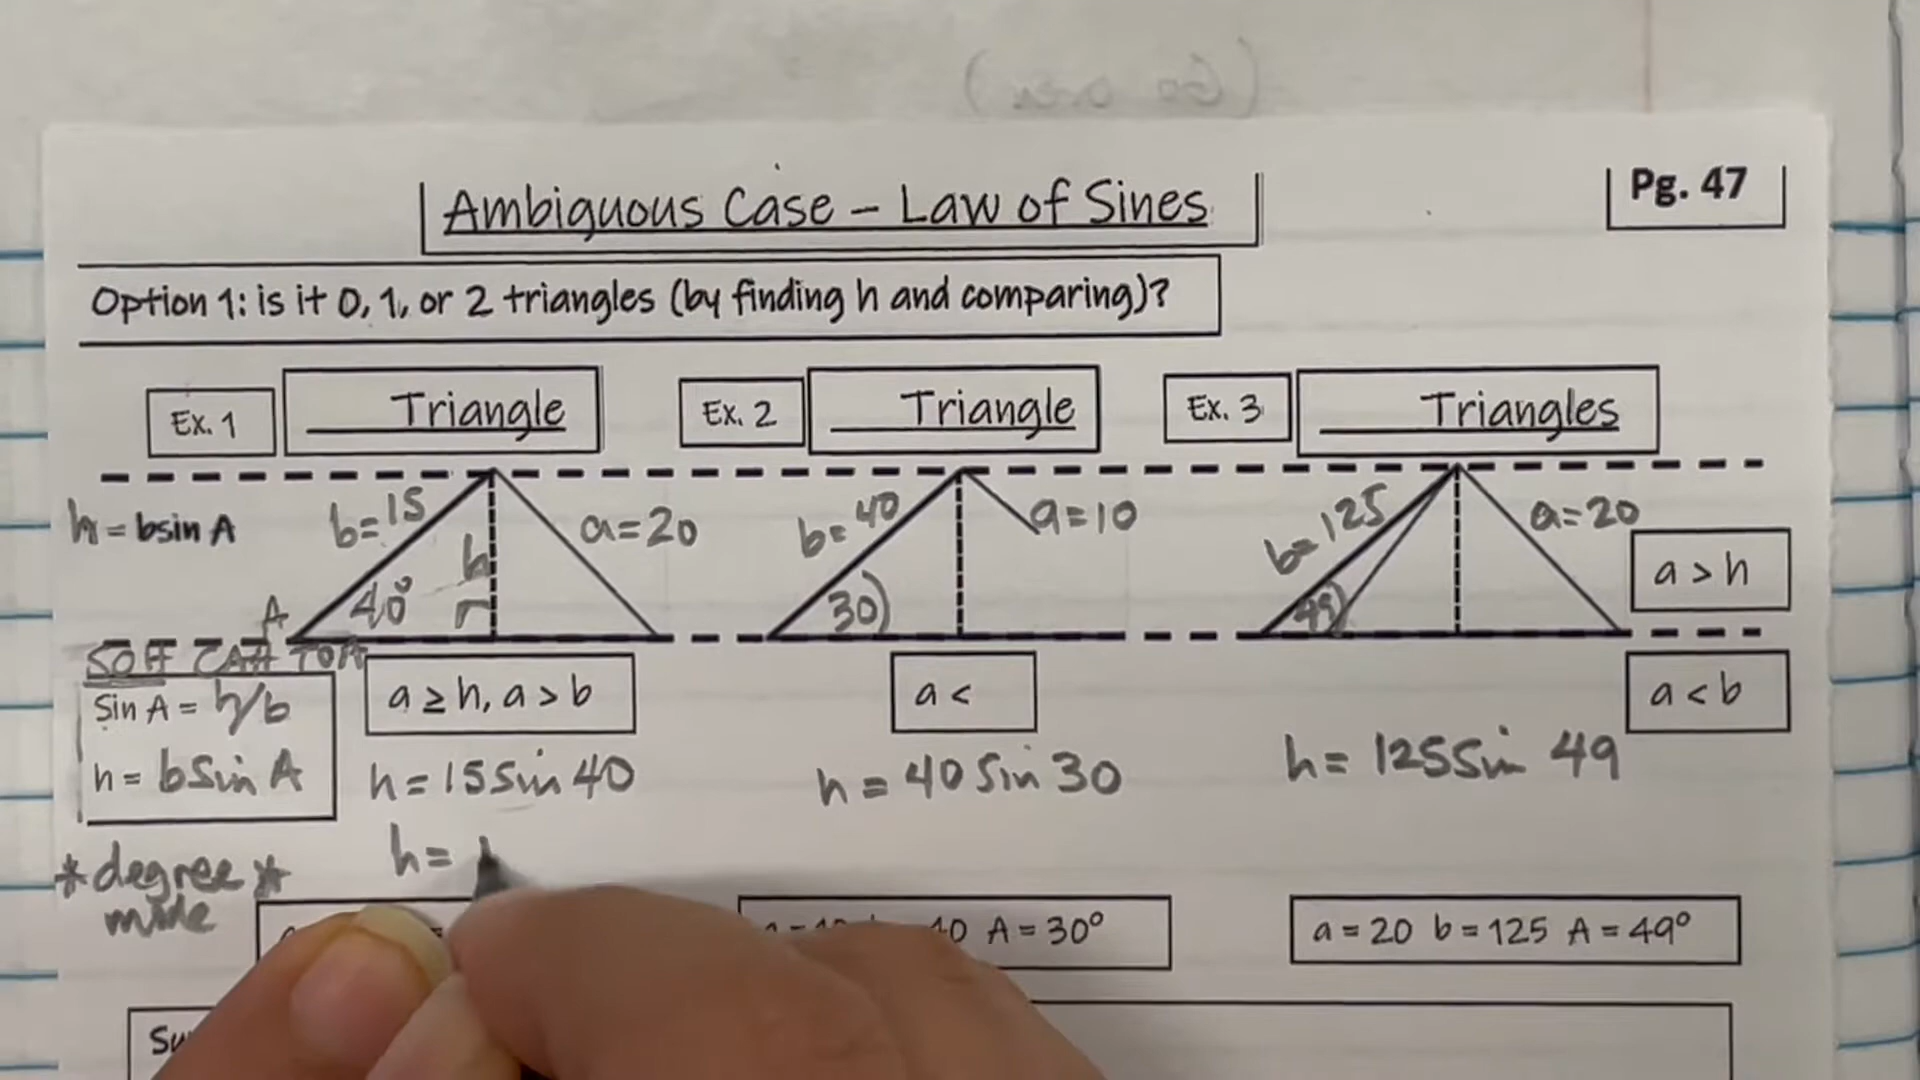 Ambiguous Case – Law of Sines
Pg. 47
Option 1: is it 0, 1, or 2 triangles (by finding h and comparing)?
Ex. 1
Triangle
Ex. 2
Triangle
Ex. 3
Triangles
h = bsin A
b=15
h
a=20
A
40°
b=40
a=10
30
b=125
a=20
49
a > h
a < b
SOH CAH TOA
Sin A = h/b
h = bSin A
a ≥ h, a > b
a <
h = 15 Sin 40
h = 40 Sin 30
h = 125 Sin 49
h =
*degree*
mode
40 A = 30°
a = 20 b = 125 A = 49°